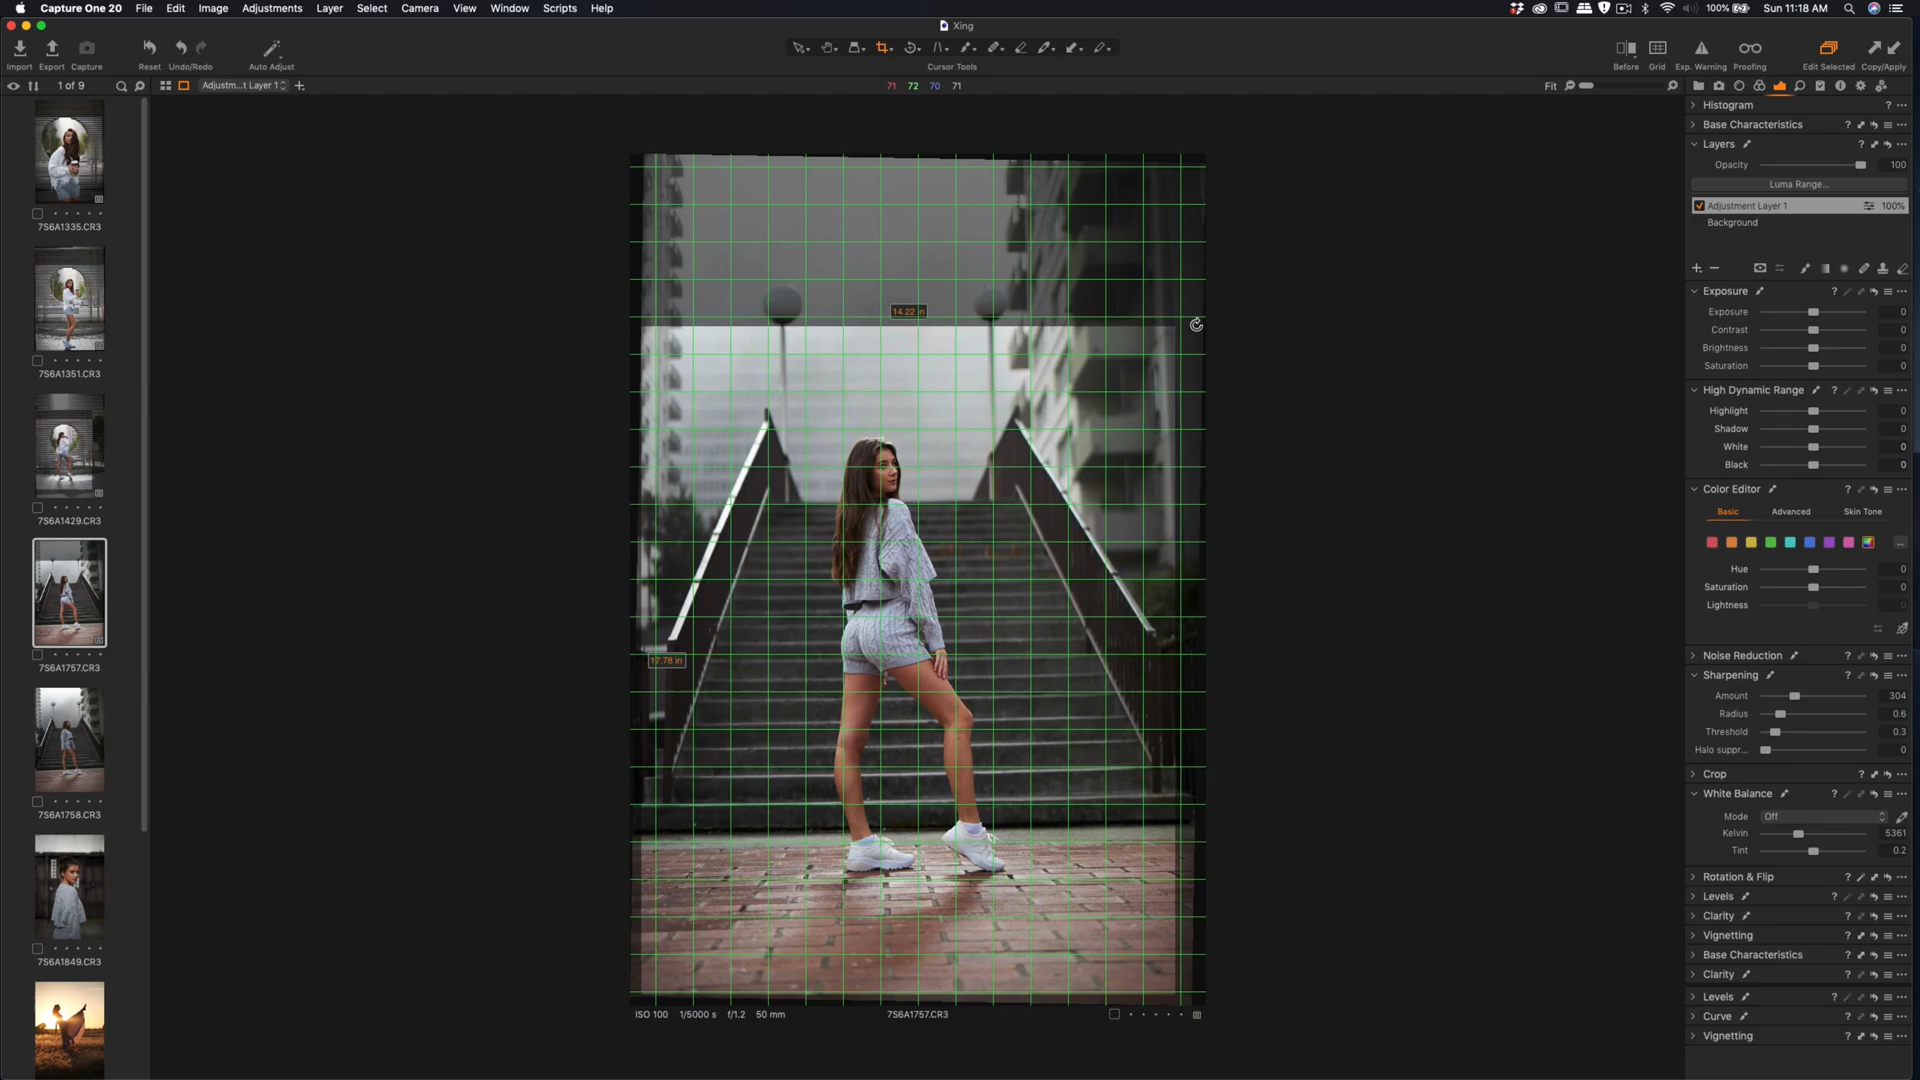 Capture One 20 File Edit Image Adjustments Layer Select Camera View Window Scripts Help
100% Sun 11:18 AM
Xing
Import Export Capture Reset Undo/Redo Auto Adjust Cursor Tools Before Grid Exp. Warning Proofing Edit Selected Copy/Apply
1 of 9 Adjustm...t Layer 1 71 72 70 71 Fit
7S6A1335.CR3
7S6A1351.CR3
7S6A1429.CR3
7S6A1757.CR3
7S6A1758.CR3
7S6A1849.CR3
14.22 in
17.78 in
ISO 100 1/5000 s f/1.2 50 mm 7S6A1757.CR3
Histogram ? ...
Base Characteristics ? ...
Layers ? ...
Opacity 100
Luma Range...
Adjustment Layer 1 100%
Background
Exposure ? ...
Exposure 0
Contrast 0
Brightness 0
Saturation 0
High Dynamic Range ? ...
Highlight 0
Shadow 0
White 0
Black 0
Color Editor ? ...
Basic Advanced Skin Tone
...
Hue 0
Saturation 0
Lightness 0
Noise Reduction ? ...
Sharpening ? ...
Amount 304
Radius 0.6
Threshold 0.3
Halo suppr... 0
Crop ? ...
White Balance ? ...
Mode Off
Kelvin 5361
Tint 0.2
Rotation & Flip ? ...
Levels ? ...
Clarity ? ...
Vignetting ? ...
Base Characteristics ? ...
Clarity ? ...
Levels ? ...
Curve ? ...
Vignetting ? ...